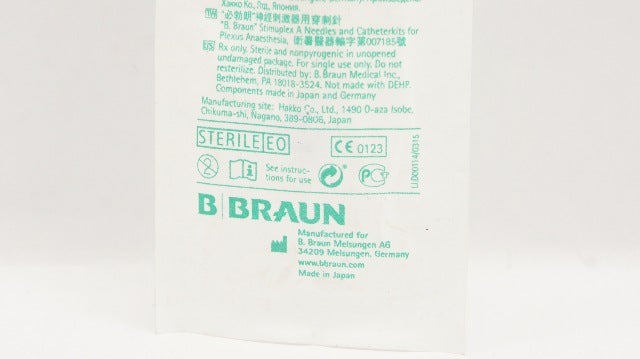 Хакко Ко., Лтд, Япония.
TW "必勃朗"神經刺激器用穿刺針
"B. Braun" Stimuplex A Needles and Catheterkits for
Plexus Anaesthesia, 衛署醫器輸字第007185號
US Rx only. Sterile and nonpyrogenic in unopened
undamaged package. For single use only. Do not
resterilize. Distributed by: B. Braun Medical Inc.,
Bethlehem, PA 18018-3524. Not made with DEHP.
Components made in Japan and Germany
Manufacturing site: Hakko Co., Ltd., 1490 O-aza Isobe,
Chikuma-shi, Nagano, 389-0806, Japan
STERILE EO
CE 0123
2
i
See instruc-
tions for use
B BRAUN
Manufactured for
B. Braun Melsungen AG
34209 Melsungen, Germany
www.bbraun.com
Made in Japan